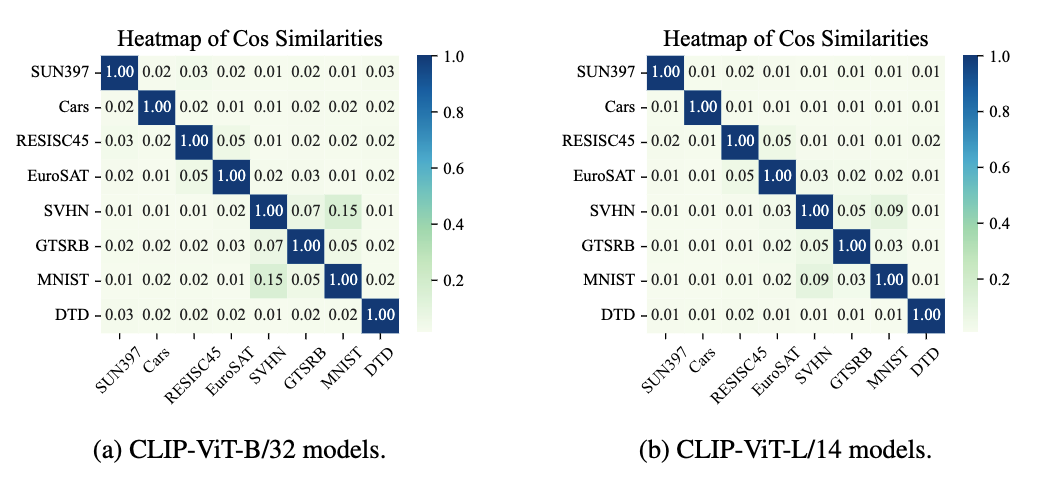 Heatmap of Cos Similarities
SUN397 1.00 0.02 0.03 0.02 0.01 0.02 0.01 0.03
Cars 0.02 1.00 0.02 0.01 0.01 0.02 0.02 0.02
RESISC45 0.03 0.02 1.00 0.05 0.01 0.02 0.02 0.02
EuroSAT 0.02 0.01 0.05 1.00 0.02 0.03 0.01 0.02
SVHN 0.01 0.01 0.01 0.02 1.00 0.07 0.15 0.01
GTSRB 0.02 0.02 0.02 0.03 0.07 1.00 0.05 0.02
MNIST 0.01 0.02 0.02 0.01 0.15 0.05 1.00 0.02
DTD 0.03 0.02 0.02 0.02 0.01 0.02 0.02 1.00
SUN397 Cars RESISC45 EuroSAT SVHN GTSRB MNIST DTD
1.0
0.8
0.6
0.4
0.2
(a) CLIP-ViT-B/32 models.
Heatmap of Cos Similarities
SUN397 1.00 0.01 0.02 0.01 0.01 0.01 0.01 0.01
Cars 0.01 1.00 0.01 0.01 0.01 0.01 0.01 0.01
RESISC45 0.02 0.01 1.00 0.05 0.01 0.01 0.01 0.02
EuroSAT 0.01 0.01 0.05 1.00 0.03 0.02 0.02 0.01
SVHN 0.01 0.01 0.01 0.03 1.00 0.05 0.09 0.01
GTSRB 0.01 0.01 0.01 0.02 0.05 1.00 0.03 0.01
MNIST 0.01 0.01 0.01 0.02 0.09 0.03 1.00 0.01
DTD 0.01 0.01 0.02 0.01 0.01 0.01 0.01 1.00
SUN397 Cars RESISC45 EuroSAT SVHN GTSRB MNIST DTD
1.0
0.8
0.6
0.4
0.2
(b) CLIP-ViT-L/14 models.